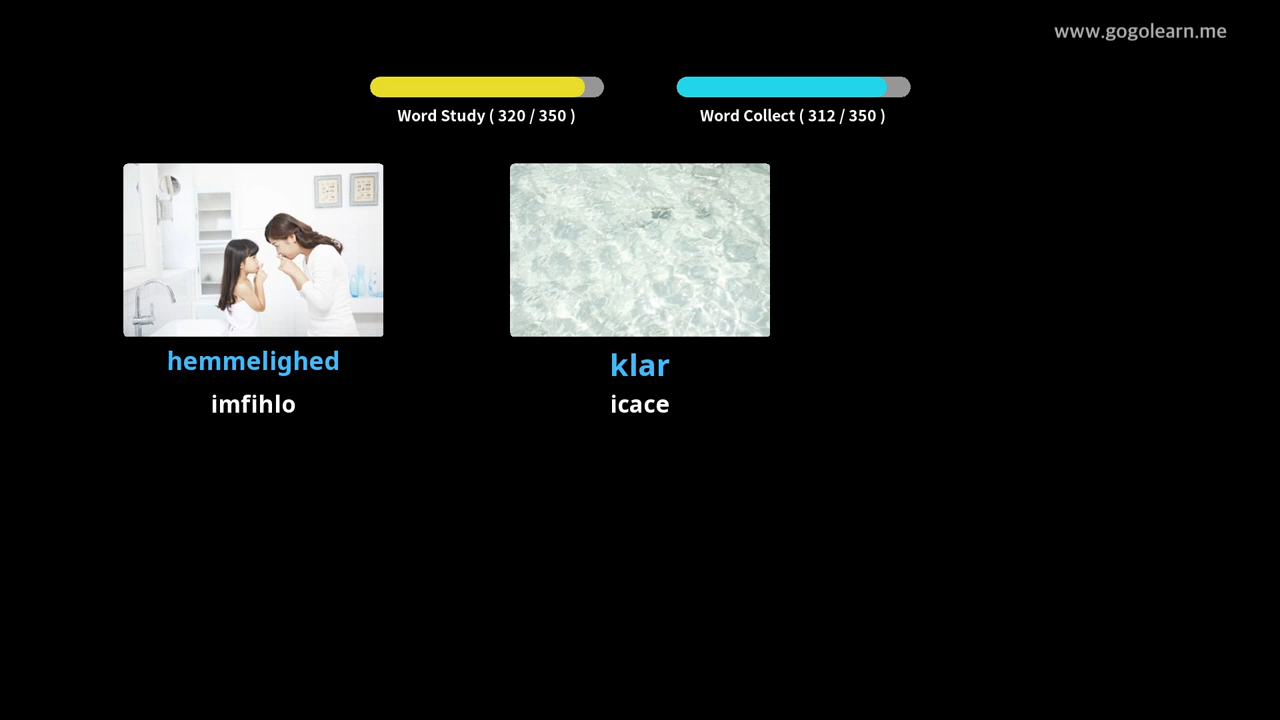 www.gogolearn.me
Word Study ( 320 / 350 )
Word Collect ( 312 / 350 )
hemmelighed
imfihlo
klar
icace